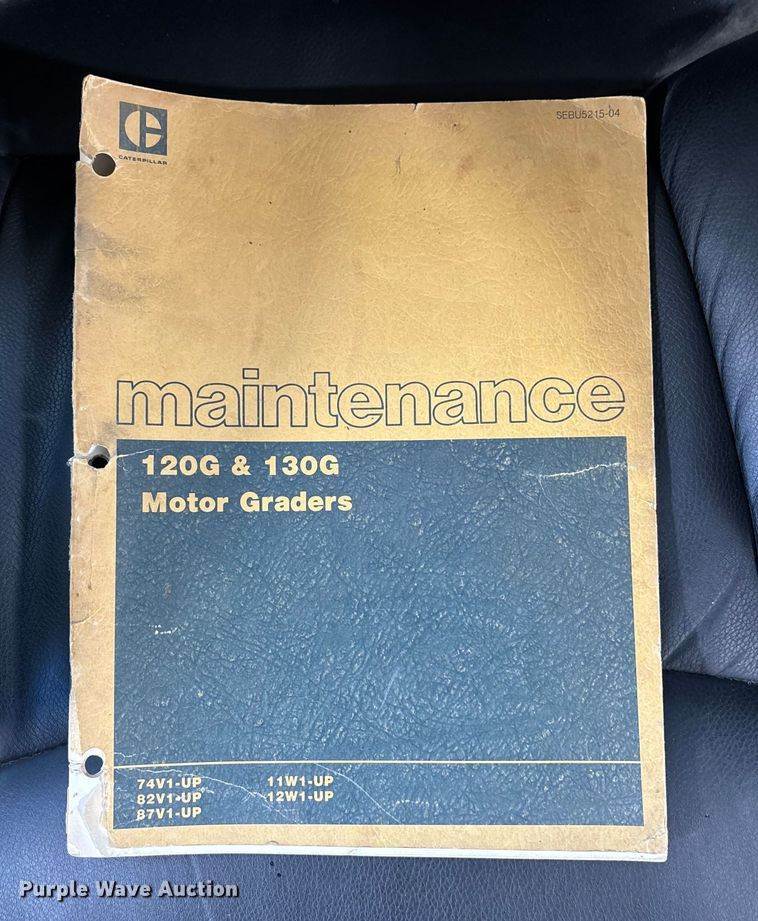 SEBU5215-04
CATERPILLAR
maintenance
120G & 130G
Motor Graders
74V1-UP
82V1-UP
87V1-UP
11W1-UP
12W1-UP
Purple Wave Auction